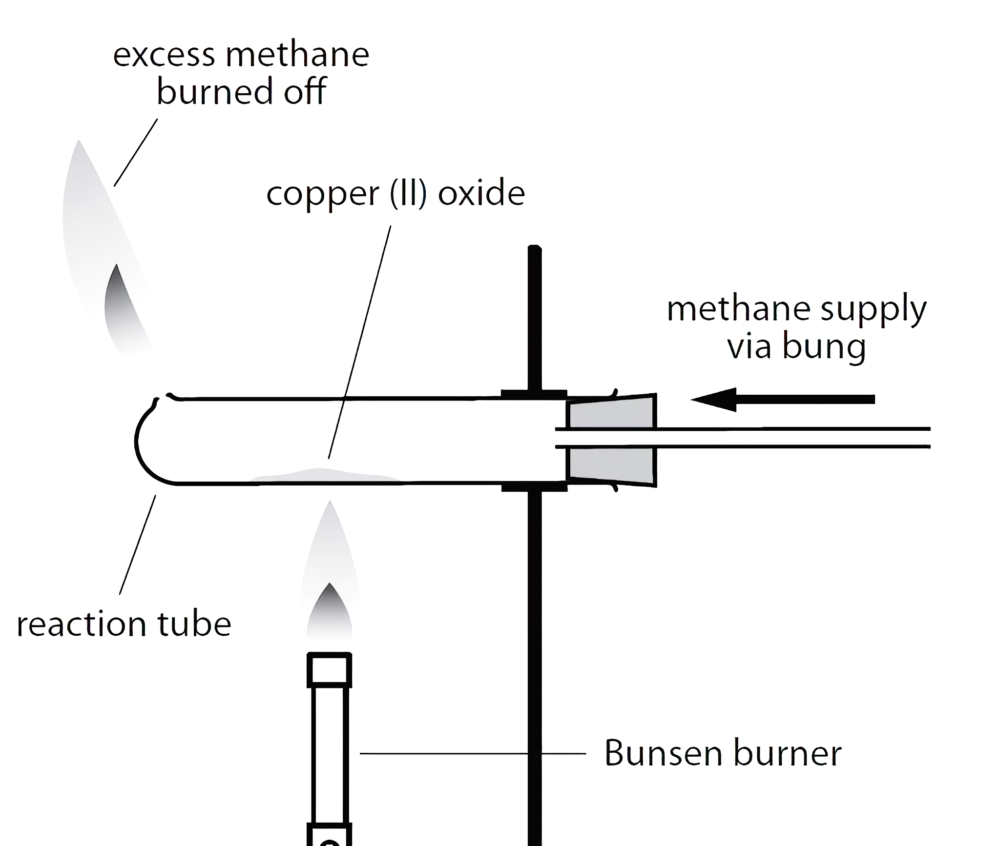 excess methane
burned off
copper (II) oxide
methane supply
via bung
reaction tube
Bunsen burner